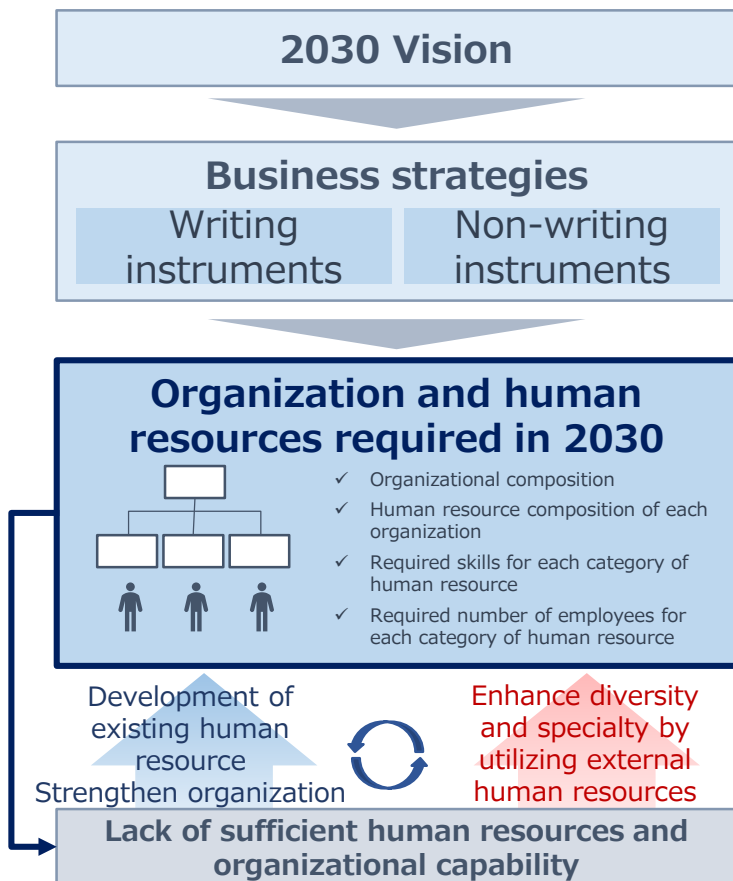 2030 Vision
Business strategies
Writing
instruments
Non-writing
instruments
Organization and human
resources required in 2030
✓ Organizational composition
✓ Human resource composition of each
organization
✓ Required skills for each category of
human resource
✓ Required number of employees for
each category of human resource
Development of
existing human
resource
Strengthen organization
Enhance diversity
and specialty by
utilizing external
human resources
Lack of sufficient human resources and
organizational capability